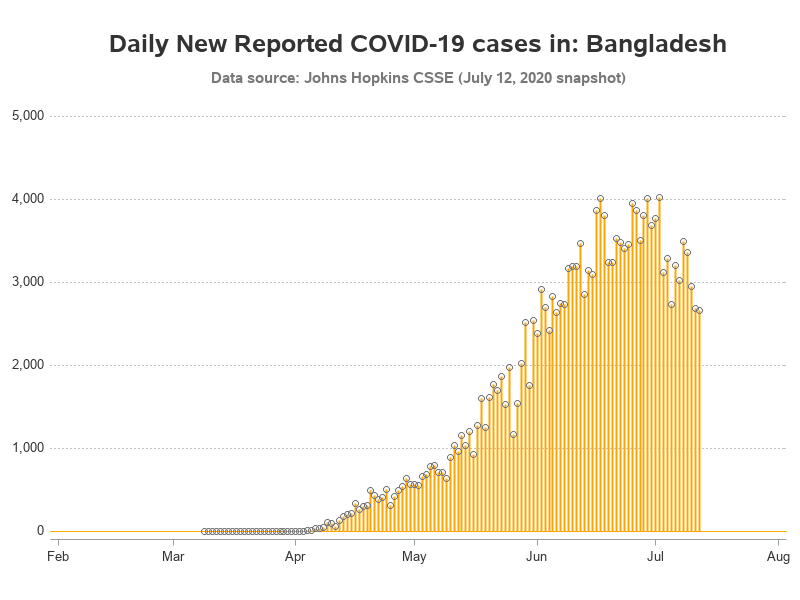 Daily New Reported COVID-19 cases in: Bangladesh
Data source: Johns Hopkins CSSE (July 12, 2020 snapshot)
5,000
4,000
3,000
2,000
1,000
0
Feb Mar Apr May Jun Jul Aug